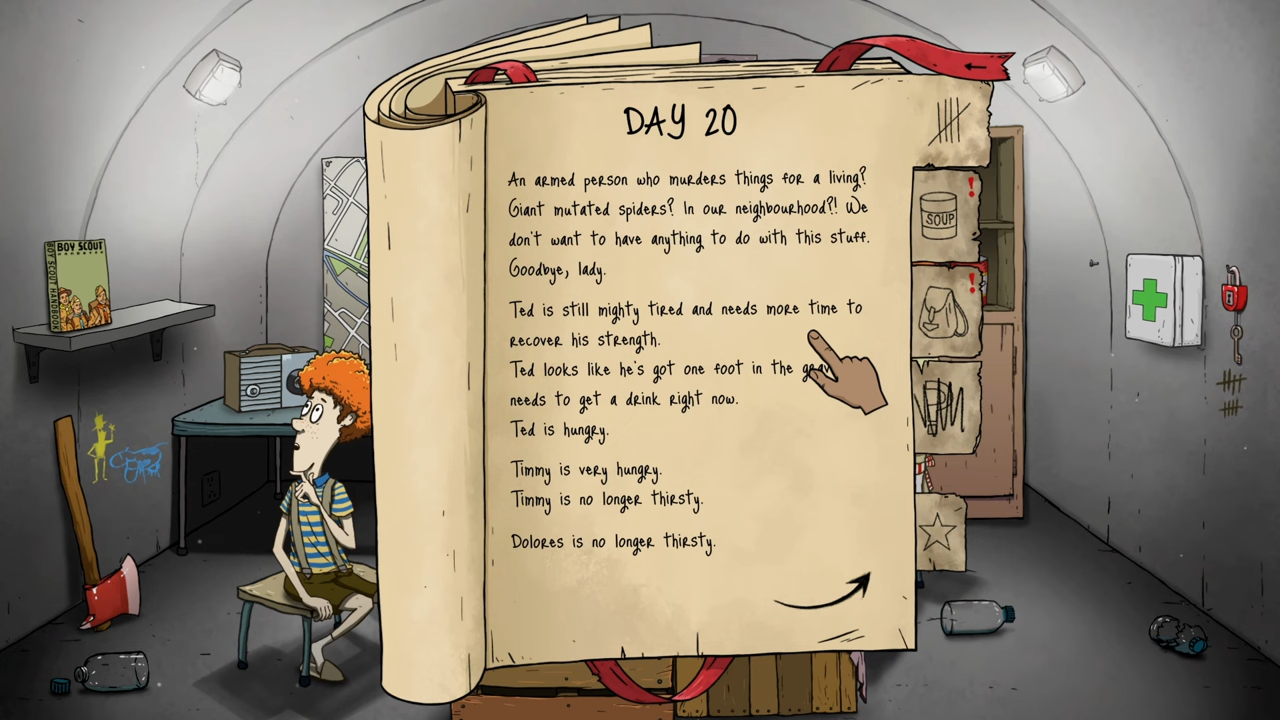 DAY 20
An armed person who murders things for a living?
Giant mutated spiders? In our neighbourhood?! We
don't want to have anything to do with this stuff.
Goodbye, lady.
Ted is still mighty tired and needs more time to
recover his strength.
Ted looks like he's got one foot in the
needs to get a drink right now.
Ted is hungry.
Timmy is very hungry.
Timmy is no longer thirsty.
Dolores is no longer thirsty.
!
SOUP
!
BOY SCOUT
BOY SCOUT HANDBOOK